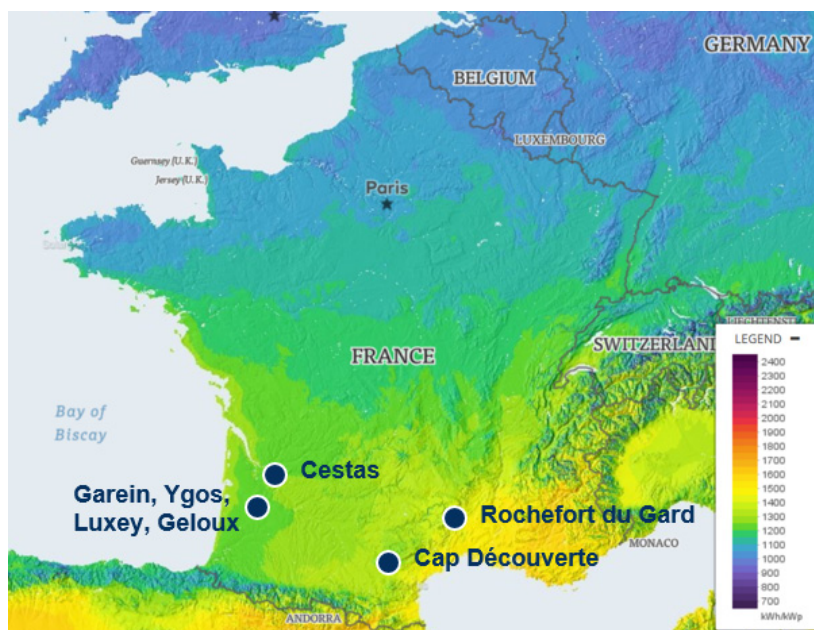 GERMANY
BELGIUM
LUXEMBOURG
Guernsey (U.K.)
Jersey (U.K.)
Paris
FRANCE
SWITZERLAND
LIECHTENST
Bay of
Biscay
Cestas
Garein, Ygos,
Luxey, Geloux
Rochefort du Gard
Cap Découverte
MONACO
ANDORRA
LEGEND
2400
2300
2200
2100
2000
1900
1800
1700
1600
1500
1400
1300
1200
1100
1000
900
800
700
kWh/kWp